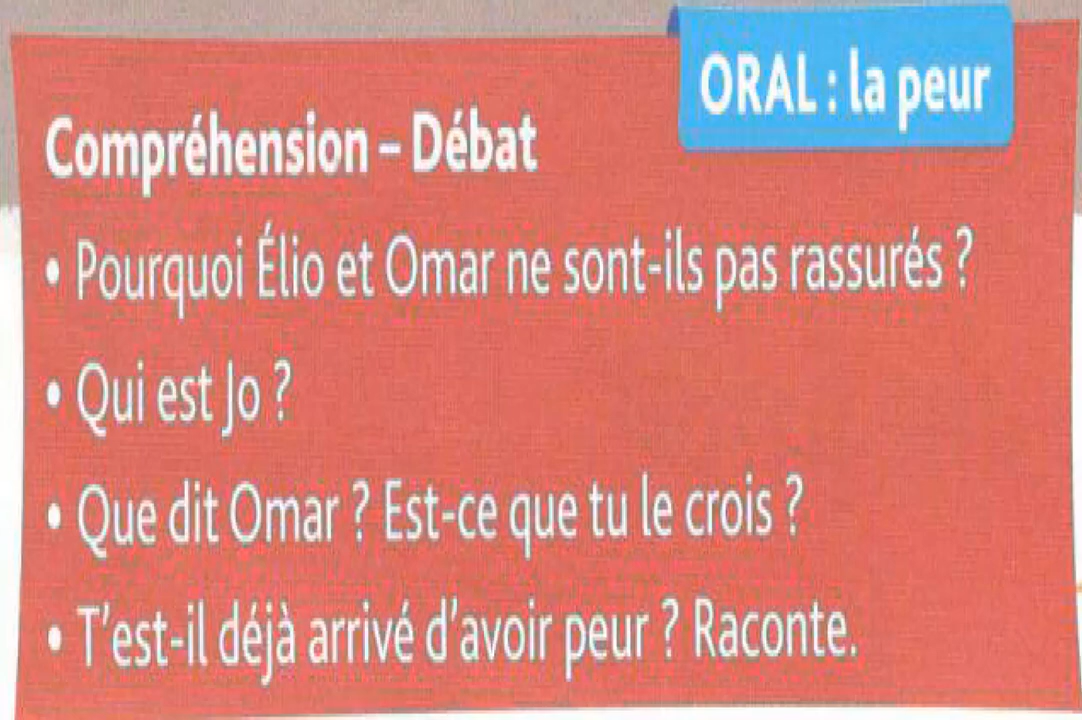 ORAL : la peur
Compréhension – Débat
• Pourquoi Élio et Omar ne sont-ils pas rassurés ?
• Qui est Jo ?
• Que dit Omar ? Est-ce que tu le crois ?
• T'est-il déjà arrivé d'avoir peur ? Raconte.